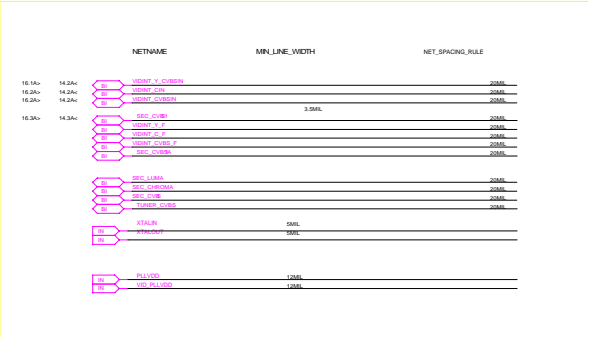 NETNAME MIN_LINE_WIDTH NET_SPACING_RULE
16.1A> 14.2A< BI VIDINT_Y_CVBSIN 20MIL
16.2A> 14.2A< BI VIDINT_CIN 20MIL
16.2A> 14.2A< BI VIDINT_CVBSIN 20MIL
3.5MIL
16.3A> 14.3A< BI 20MIL
BI VIDINT_Y_F 20MIL
BI VIDINT_C_F 20MIL
BI VIDINT_CVBS_F 20MIL
BI 20MIL
BI SEC_LUMA 20MIL
BI SEC_CHROMA 20MIL
BI 20MIL
BI TUNER_CVBS 20MIL
IN XTALIN 5MIL
IN XTALOUT 5MIL
IN PLLVDD 12MIL
IN VID_PLLVDD 12MIL